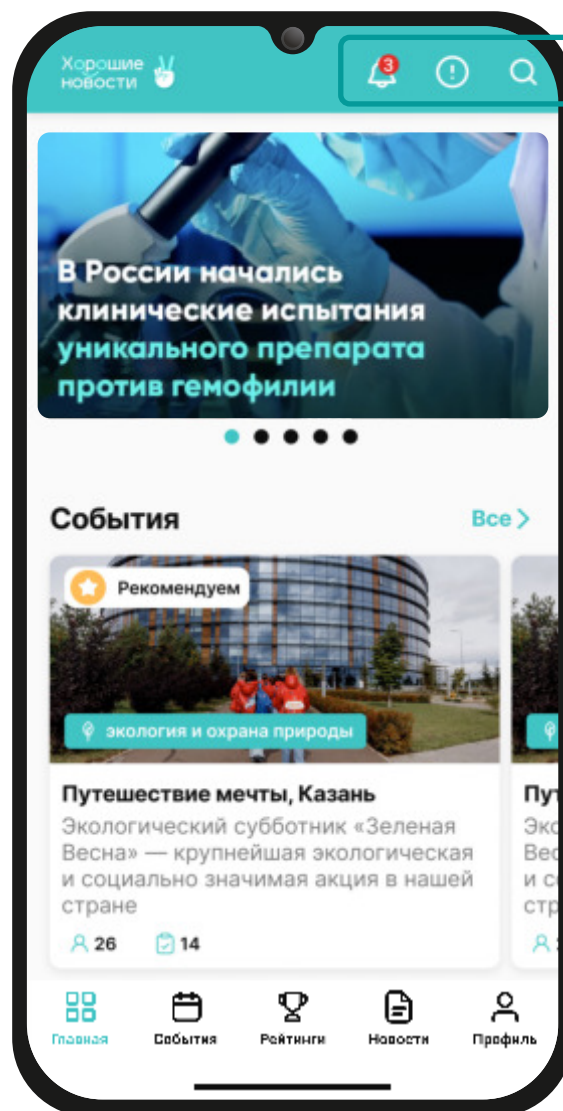 Хорошие
новости
3
В России начались
клинические испытания
уникального препарата
против гемофилии
События
Все
Рекомендуем
экология и охрана природы
Путешествие мечты, Казань
Экологический субботник «Зеленая
Весна» — крупнейшая экологическая
и социально значимая акция в нашей
стране
26 14
Главная События Рейтинги Новости Профиль